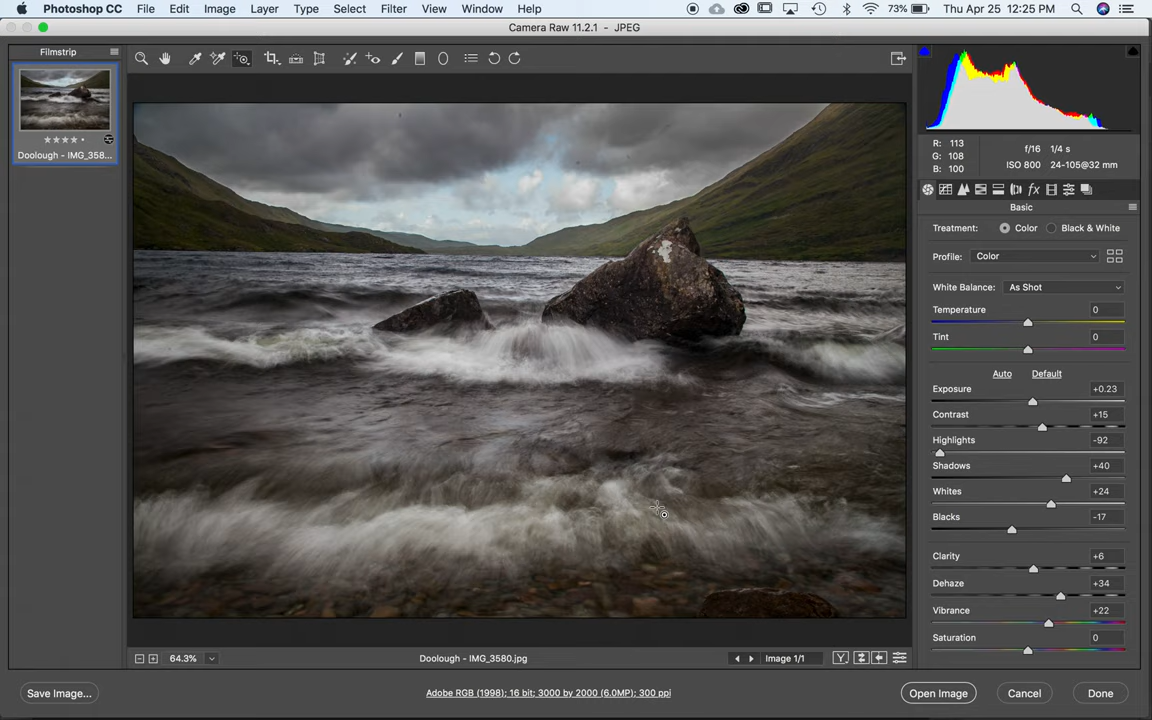 Photoshop CC File Edit Image Layer Type Select Filter View Window Help 73% Thu Apr 25 12:25 PM
Camera Raw 11.2.1 - JPEG
Filmstrip
Doolough - IMG_358...
R: 113 f/16 1/4 s
G: 108 ISO 800 24-105@32 mm
B: 100
fx
Basic
Treatment: Color Black & White
Profile: Color
White Balance: As Shot
Temperature 0
Tint 0
Auto Default
Exposure +0.23
Contrast +15
Highlights -92
Shadows +40
Whites +24
Blacks -17
Clarity +6
Dehaze +34
Vibrance +22
Saturation 0
64.3% Doolough - IMG_3580.jpg Image 1/1 Y
Save Image... Adobe RGB (1998); 16 bit; 3000 by 2000 (6.0MP); 300 ppi Open Image Cancel Done